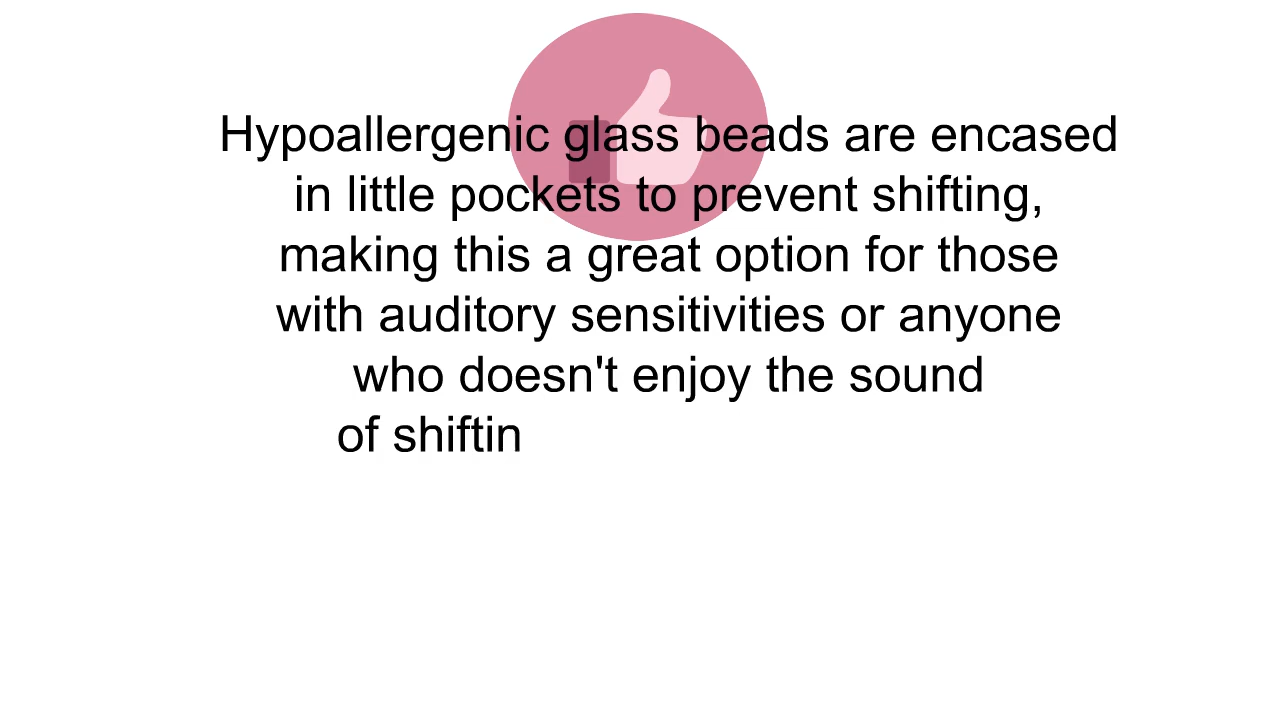 Hypoallergenic glass beads are encased
in little pockets to prevent shifting,
making this a great option for those
with auditory sensitivities or anyone
who doesn't enjoy the sound
of shiftin